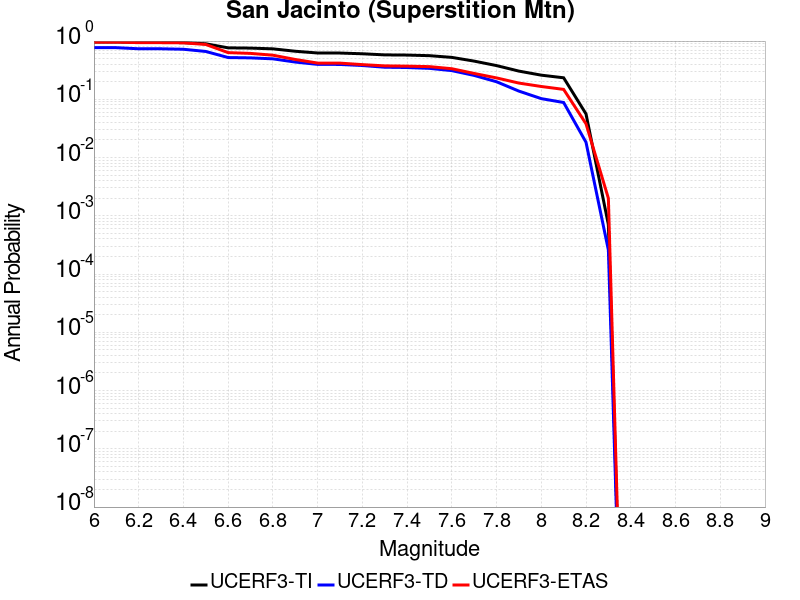 San Jacinto (Superstition Mtn)
10^0
10^-1
10^-2
10^-3
10^-4
10^-5
10^-6
10^-7
10^-8
Annual Probability
6 6.2 6.4 6.6 6.8 7 7.2 7.4 7.6 7.8 8 8.2 8.4 8.6 8.8 9
Magnitude
UCERF3-TI UCERF3-TD UCERF3-ETAS